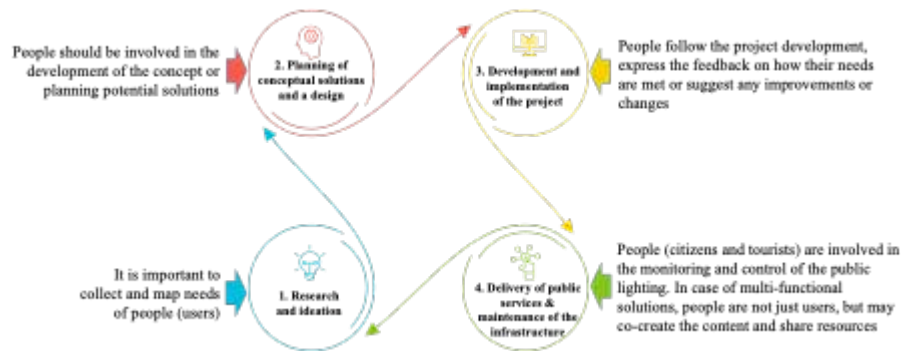 People should be involved in the
development of the concept or
planning potential solutions
2. Planning of
conceptual solutions
and a design
3. Development and
implementation
of the project
People follow the project development,
express the feedback on how their needs
are met or suggest any improvements or
changes
It is important to
collect and map needs
of people (users)
1. Research
and ideation
4. Delivery of public
services &
maintenance of the
infrastructure
People (citizens and tourists) are involved in
the monitoring and control of the public
lighting. In case of multi-functional
solutions, people are not just users, but may
co-create the content and share resources